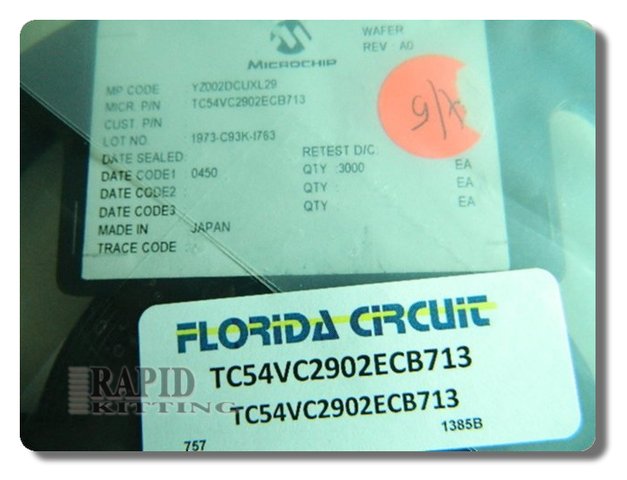 MICROCHIP
WAFER
REV : A0
MP CODE YZ002DCUXL29
MICR. P/N TC54VC2902ECB713
CUST. P/N :
LOT NO. 1973-C93K-I763
DATE SEALED: RETEST D/C:
DATE CODE1 : 0450 QTY :3000 EA
DATE CODE2 : QTY : EA
DATE CODE3 QTY : EA
MADE IN : JAPAN
TRACE CODE :
FLORIDA CIRCUIT
TC54VC2902ECB713
TC54VC2902ECB713
757 1385B
RAPID
KITTING